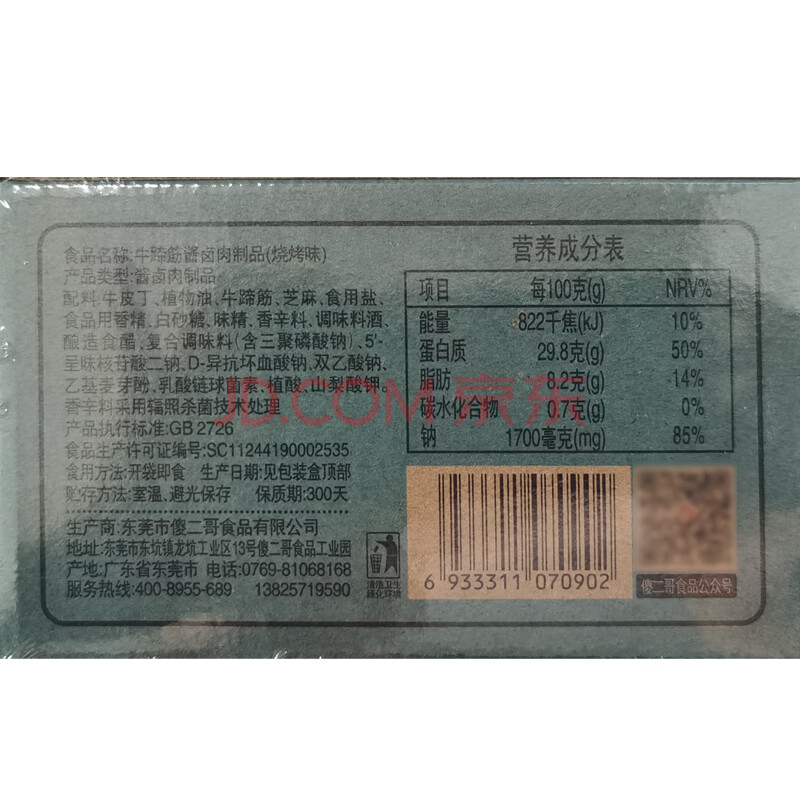 食品名称:牛蹄筋酱卤肉制品(烧烤味)
产品类型:酱卤肉制品
配料:牛皮丁、植物油、牛蹄筋、芝麻、食用盐、
食品用香精、白砂糖、味精、香辛料、调味料酒、
酿造食醋、复合调味料(含三聚磷酸钠)、5'-
呈味核苷酸二钠、D-异抗坏血酸钠、双乙酸钠、
乙基麦芽酚、乳酸链球菌素、植酸、山梨酸钾。
香辛料采用辐照杀菌技术处理
产品执行标准:GB 2726
食品生产许可证编号:SC11244190002535
食用方法:开袋即食 生产日期:见包装盒顶部
贮存方法:室温、避光保存 保质期:300天
生产商:东莞市傻二哥食品有限公司
地址:东莞市东坑镇龙坑工业区13号傻二哥食品工业园
产地:广东省东莞市 电话:0769-81068168
服务热线:400-8955-689 13825719590
清洁卫生
绿化环境
营养成分表
项目 每100克(g) NRV%
能量 822千焦(kJ) 10%
蛋白质 29.8克(g) 50%
脂肪 8.2克(g) 14%
碳水化合物 0.7克(g) 0%
钠 1700毫克(mg) 85%
6 933311 070902
傻二哥食品公众号
JD.COM 京东